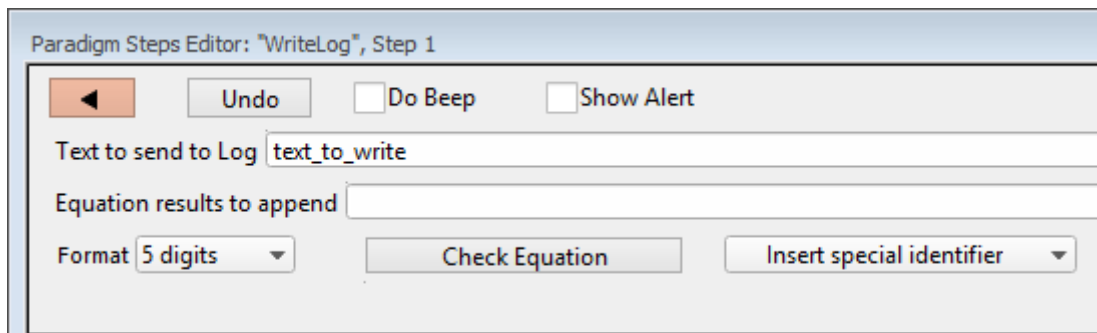 Paradigm Steps Editor: "WriteLog", Step 1
Undo Do Beep Show Alert
Text to send to Log text_to_write
Equation results to append
Format 5 digits Check Equation Insert special identifier